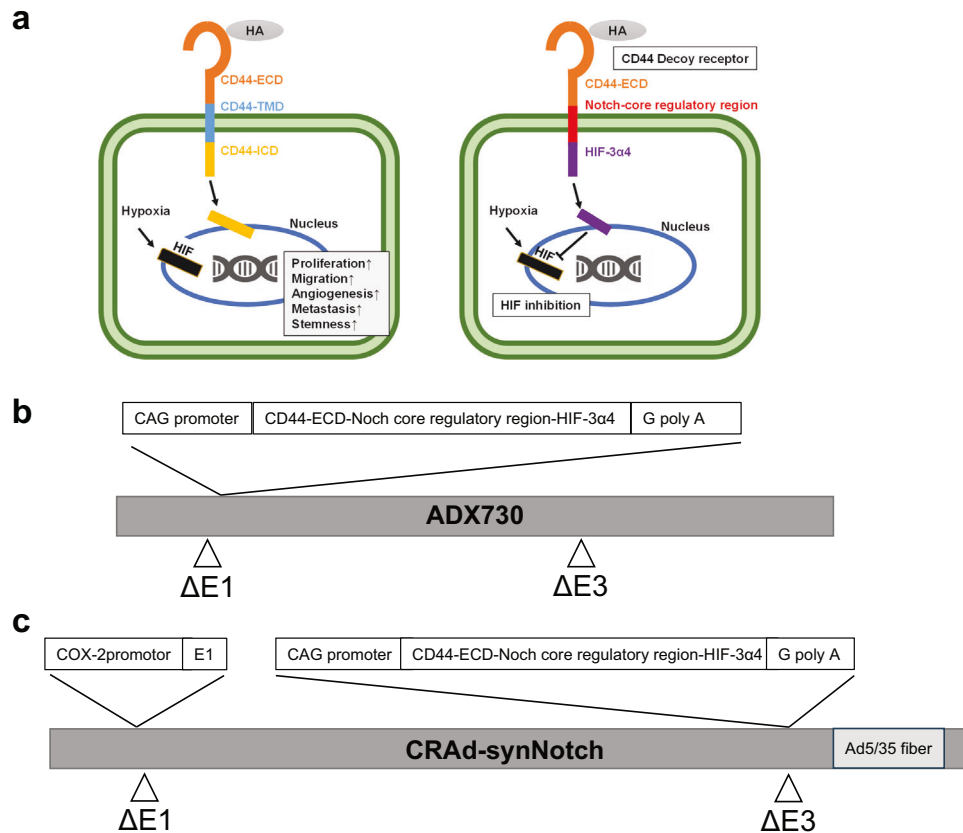 a
HA
CD44-ECD
CD44-TMD
CD44-ICD
Hypoxia
HIF
Nucleus
Proliferation↑
Migration↑
Angiogenesis↑
Metastasis↑
Stemness↑
HA
CD44 Decoy receptor
CD44-ECD
Notch-core regulatory region
HIF-3α4
Hypoxia
HIF
Nucleus
HIF inhibition
b
CAG promoter CD44-ECD-Noch core regulatory region-HIF-3α4 G poly A
ADX730
ΔE1 ΔE3
c
COX-2promotor E1 CAG promoter CD44-ECD-Noch core regulatory region-HIF-3α4 G poly A
CRAd-synNotch Ad5/35 fiber
ΔE1 ΔE3